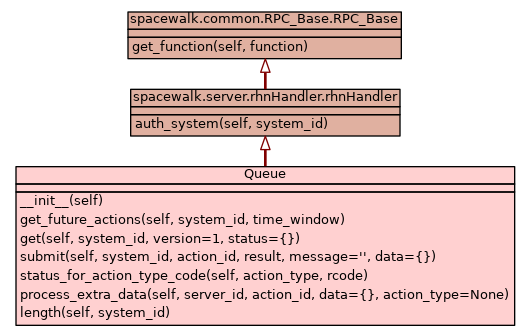 spacewalk.common.RPC_Base.RPC_Base
get_function(self, function)
spacewalk.server.rhnHandler.rhnHandler
auth_system(self, system_id)
Queue
__init__(self)
get_future_actions(self, system_id, time_window)
get(self, system_id, version=1, status={})
submit(self, system_id, action_id, result, message='', data={})
status_for_action_type_code(self, action_type, rcode)
process_extra_data(self, server_id, action_id, data={}, action_type=None)
length(self, system_id)